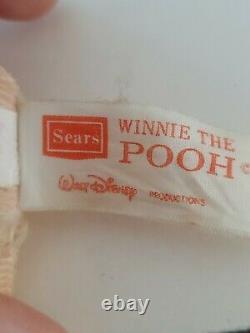 Sears
WINNIE THE
POOH ©
WALT DISNEY PRODUCTIONS